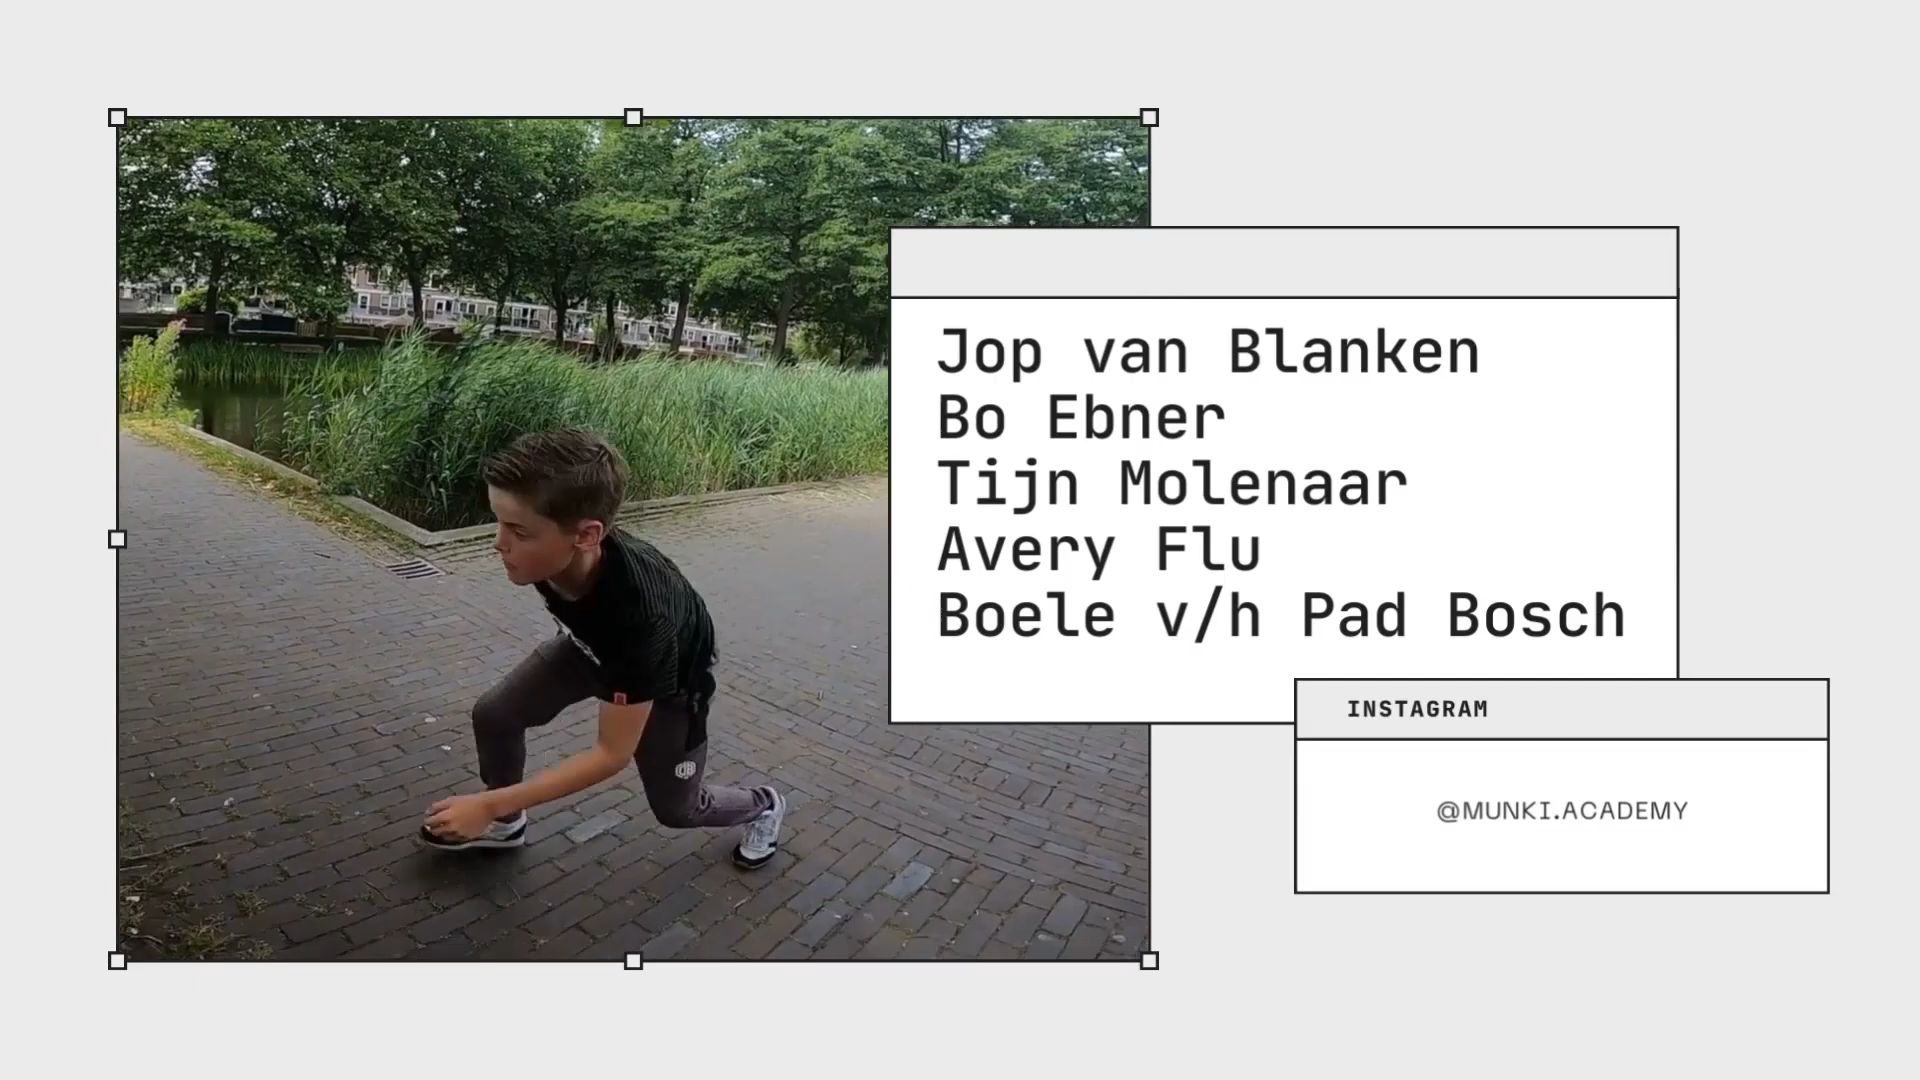 Jop van Blanken
Bo Ebner
Tijn Molenaar
Avery Flu
Boele v/h Pad Bosch
INSTAGRAM
@MUNKI.ACADEMY